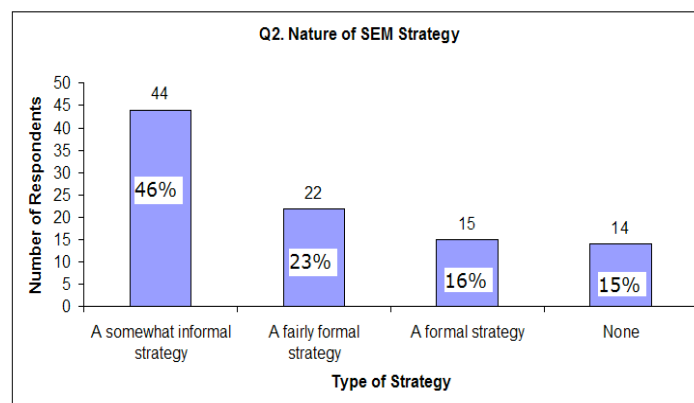 Q2. Nature of SEM Strategy
Number of Respondents
50
45
40
35
30
25
20
15
10
5
0
44
46%
22
23%
15
16%
14
15%
A somewhat informal
strategy
A fairly formal
strategy
A formal strategy
None
Type of Strategy